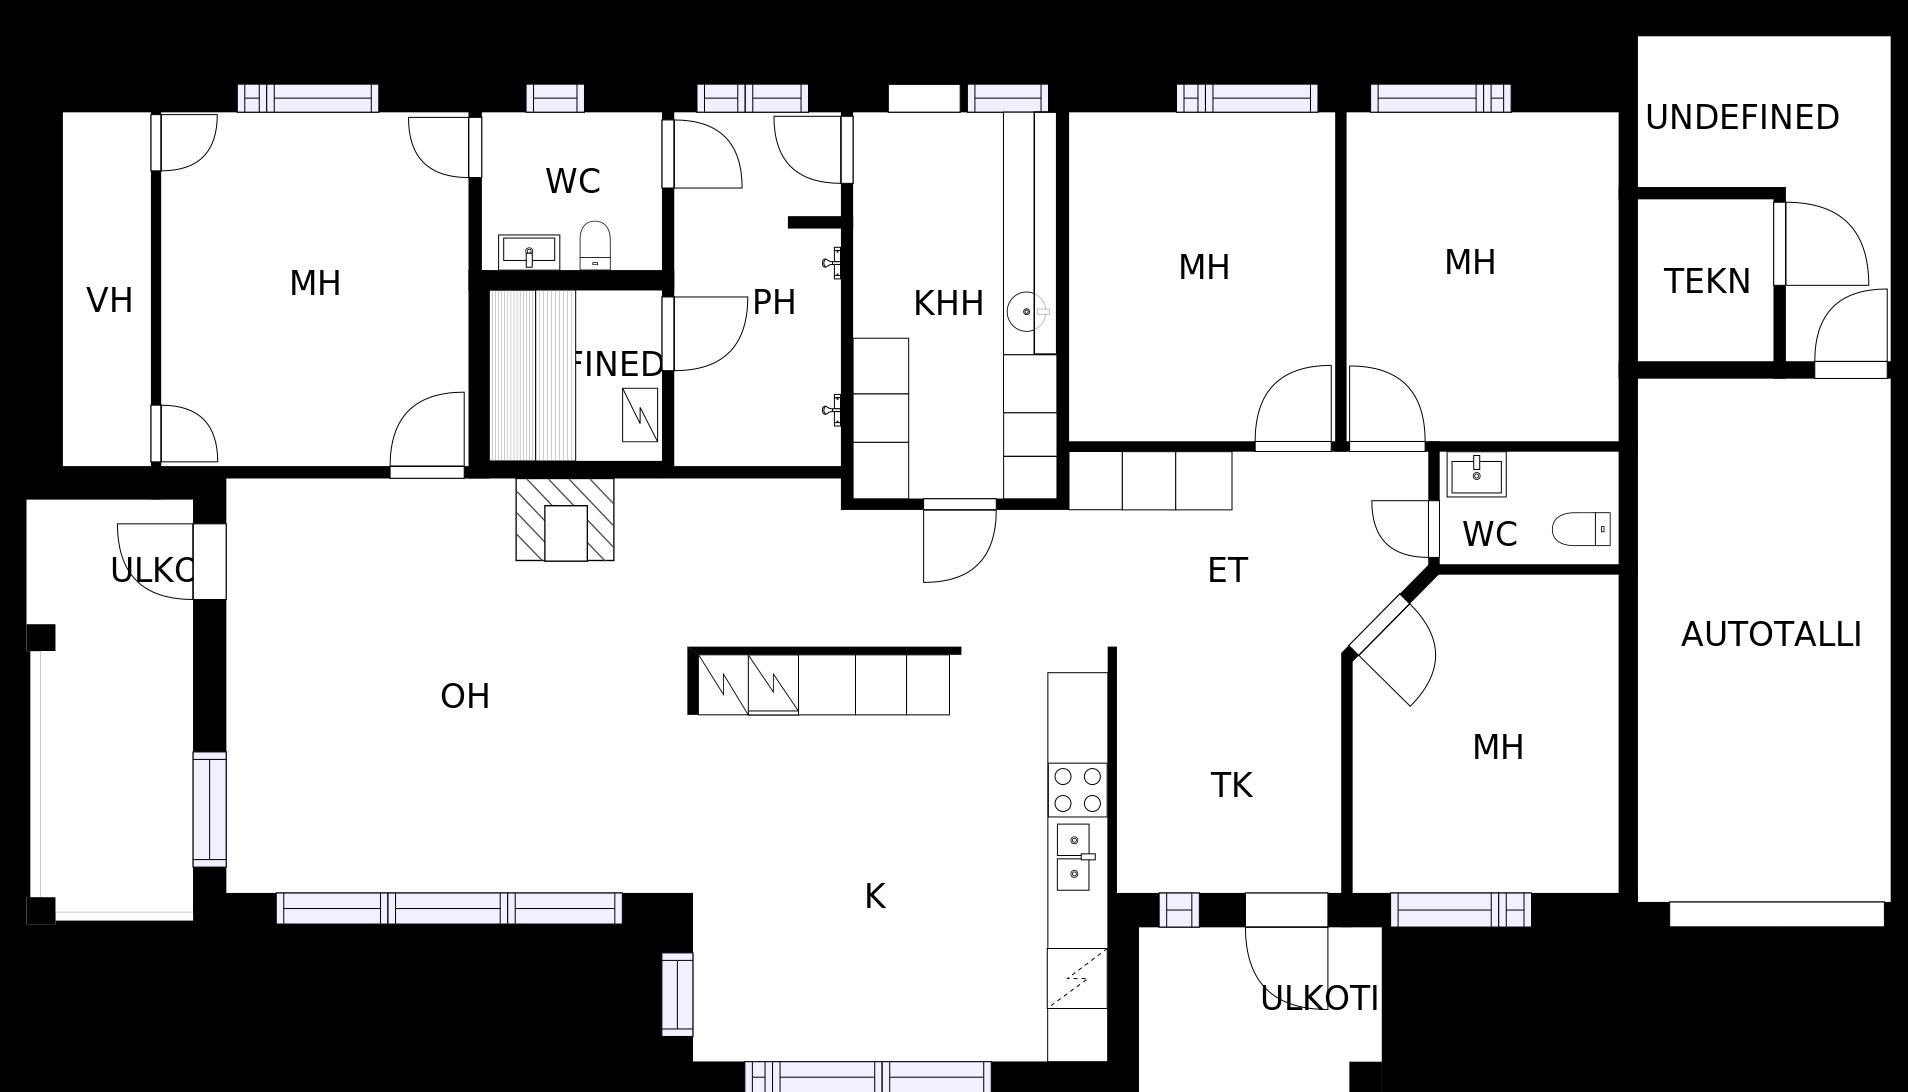 UNDEFINED
WC
MH
MH
TEKN
MH
VH
PH
KHH
FINED
WC
ULKO
ET
AUTOTALLI
OH
MH
TK
K
ULKOTI